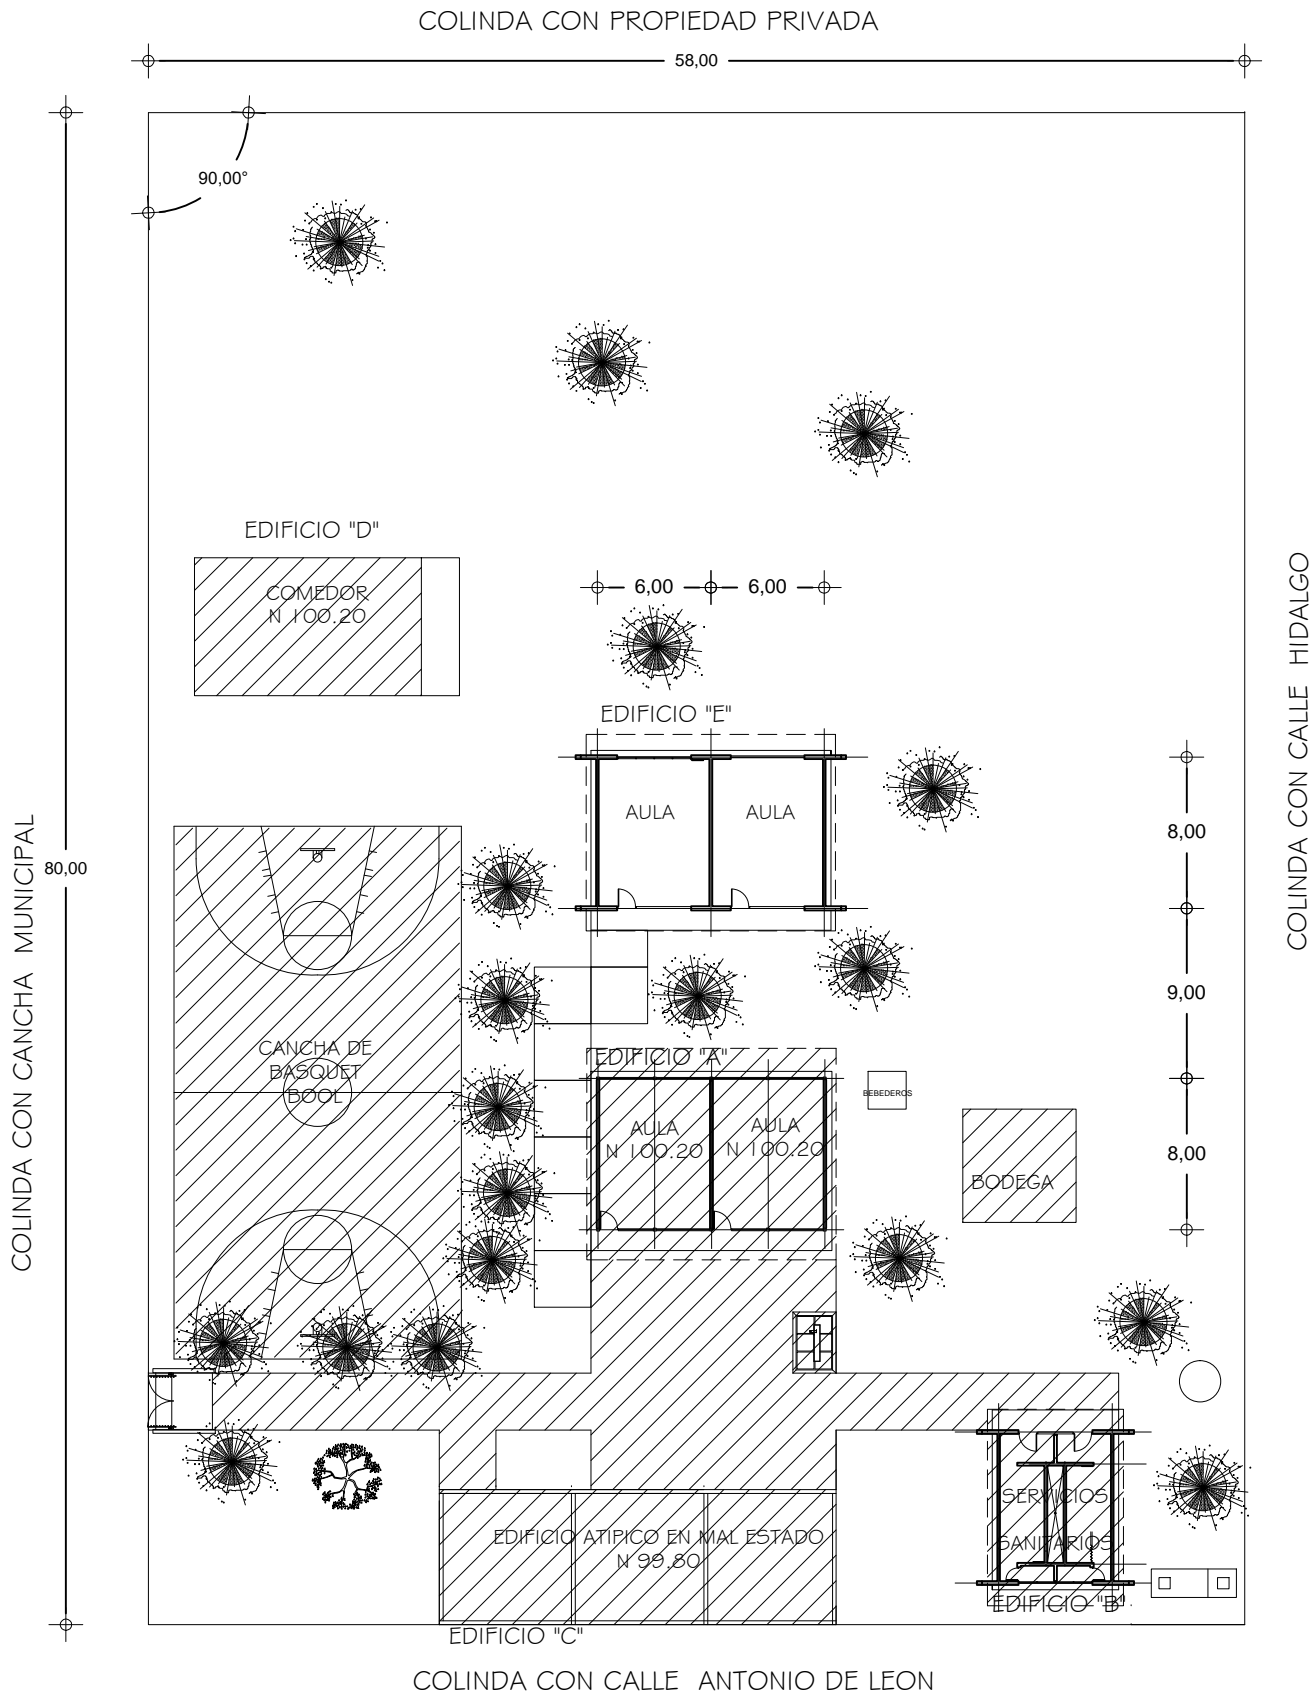 COLINDA CON PROPIEDAD PRIVADA
58,00
90,00°
EDIFICIO "D"
COMEDOR
N 100.20
6,00
6,00
EDIFICIO "E"
AULA
AULA
COLINDA CON CALLE HIDALGO
8,00
COLINDA CON CANCHA MUNICIPAL
80,00
9,00
CANCHA DE
BASQUET
BOOL
EDIFICIO "A"
AULA
N 100.20
AULA
N 100.20
BEBEDEROS
BODEGA
8,00
SERVICIOS
SANITARIOS
EDIFICIO "B"
EDIFICIO ATIPICO EN MAL ESTADO
N 99.80
EDIFICIO "C"
COLINDA CON CALLE ANTONIO DE LEON